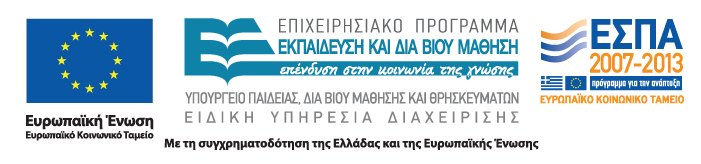 Ευρωπαϊκή Ένωση
Ευρωπαϊκό Κοινωνικό Ταμείο
ΕΠΙΧΕΙΡΗΣΙΑΚΟ ΠΡΟΓΡΑΜΜΑ
ΕΚΠΑΙΔΕΥΣΗ ΚΑΙ ΔΙΑ ΒΙΟΥ ΜΑΘΗΣΗ
επένδυση στην κοινωνία της γνώσης
ΥΠΟΥΡΓΕΙΟ ΠΑΙΔΕΙΑΣ, ΔΙΑ ΒΙΟΥ ΜΑΘΗΣΗΣ ΚΑΙ ΘΡΗΣΚΕΥΜΑΤΩΝ
ΕΙΔΙΚΗ ΥΠΗΡΕΣΙΑ ΔΙΑΧΕΙΡΙΣΗΣ
ΕΣΠΑ
2007-2013
πρόγραμμα για την ανάπτυξη
ΕΥΡΩΠΑΪΚΟ ΚΟΙΝΩΝΙΚΟ ΤΑΜΕΙΟ
Με τη συγχρηματοδότηση της Ελλάδας και της Ευρωπαϊκής Ένωσης